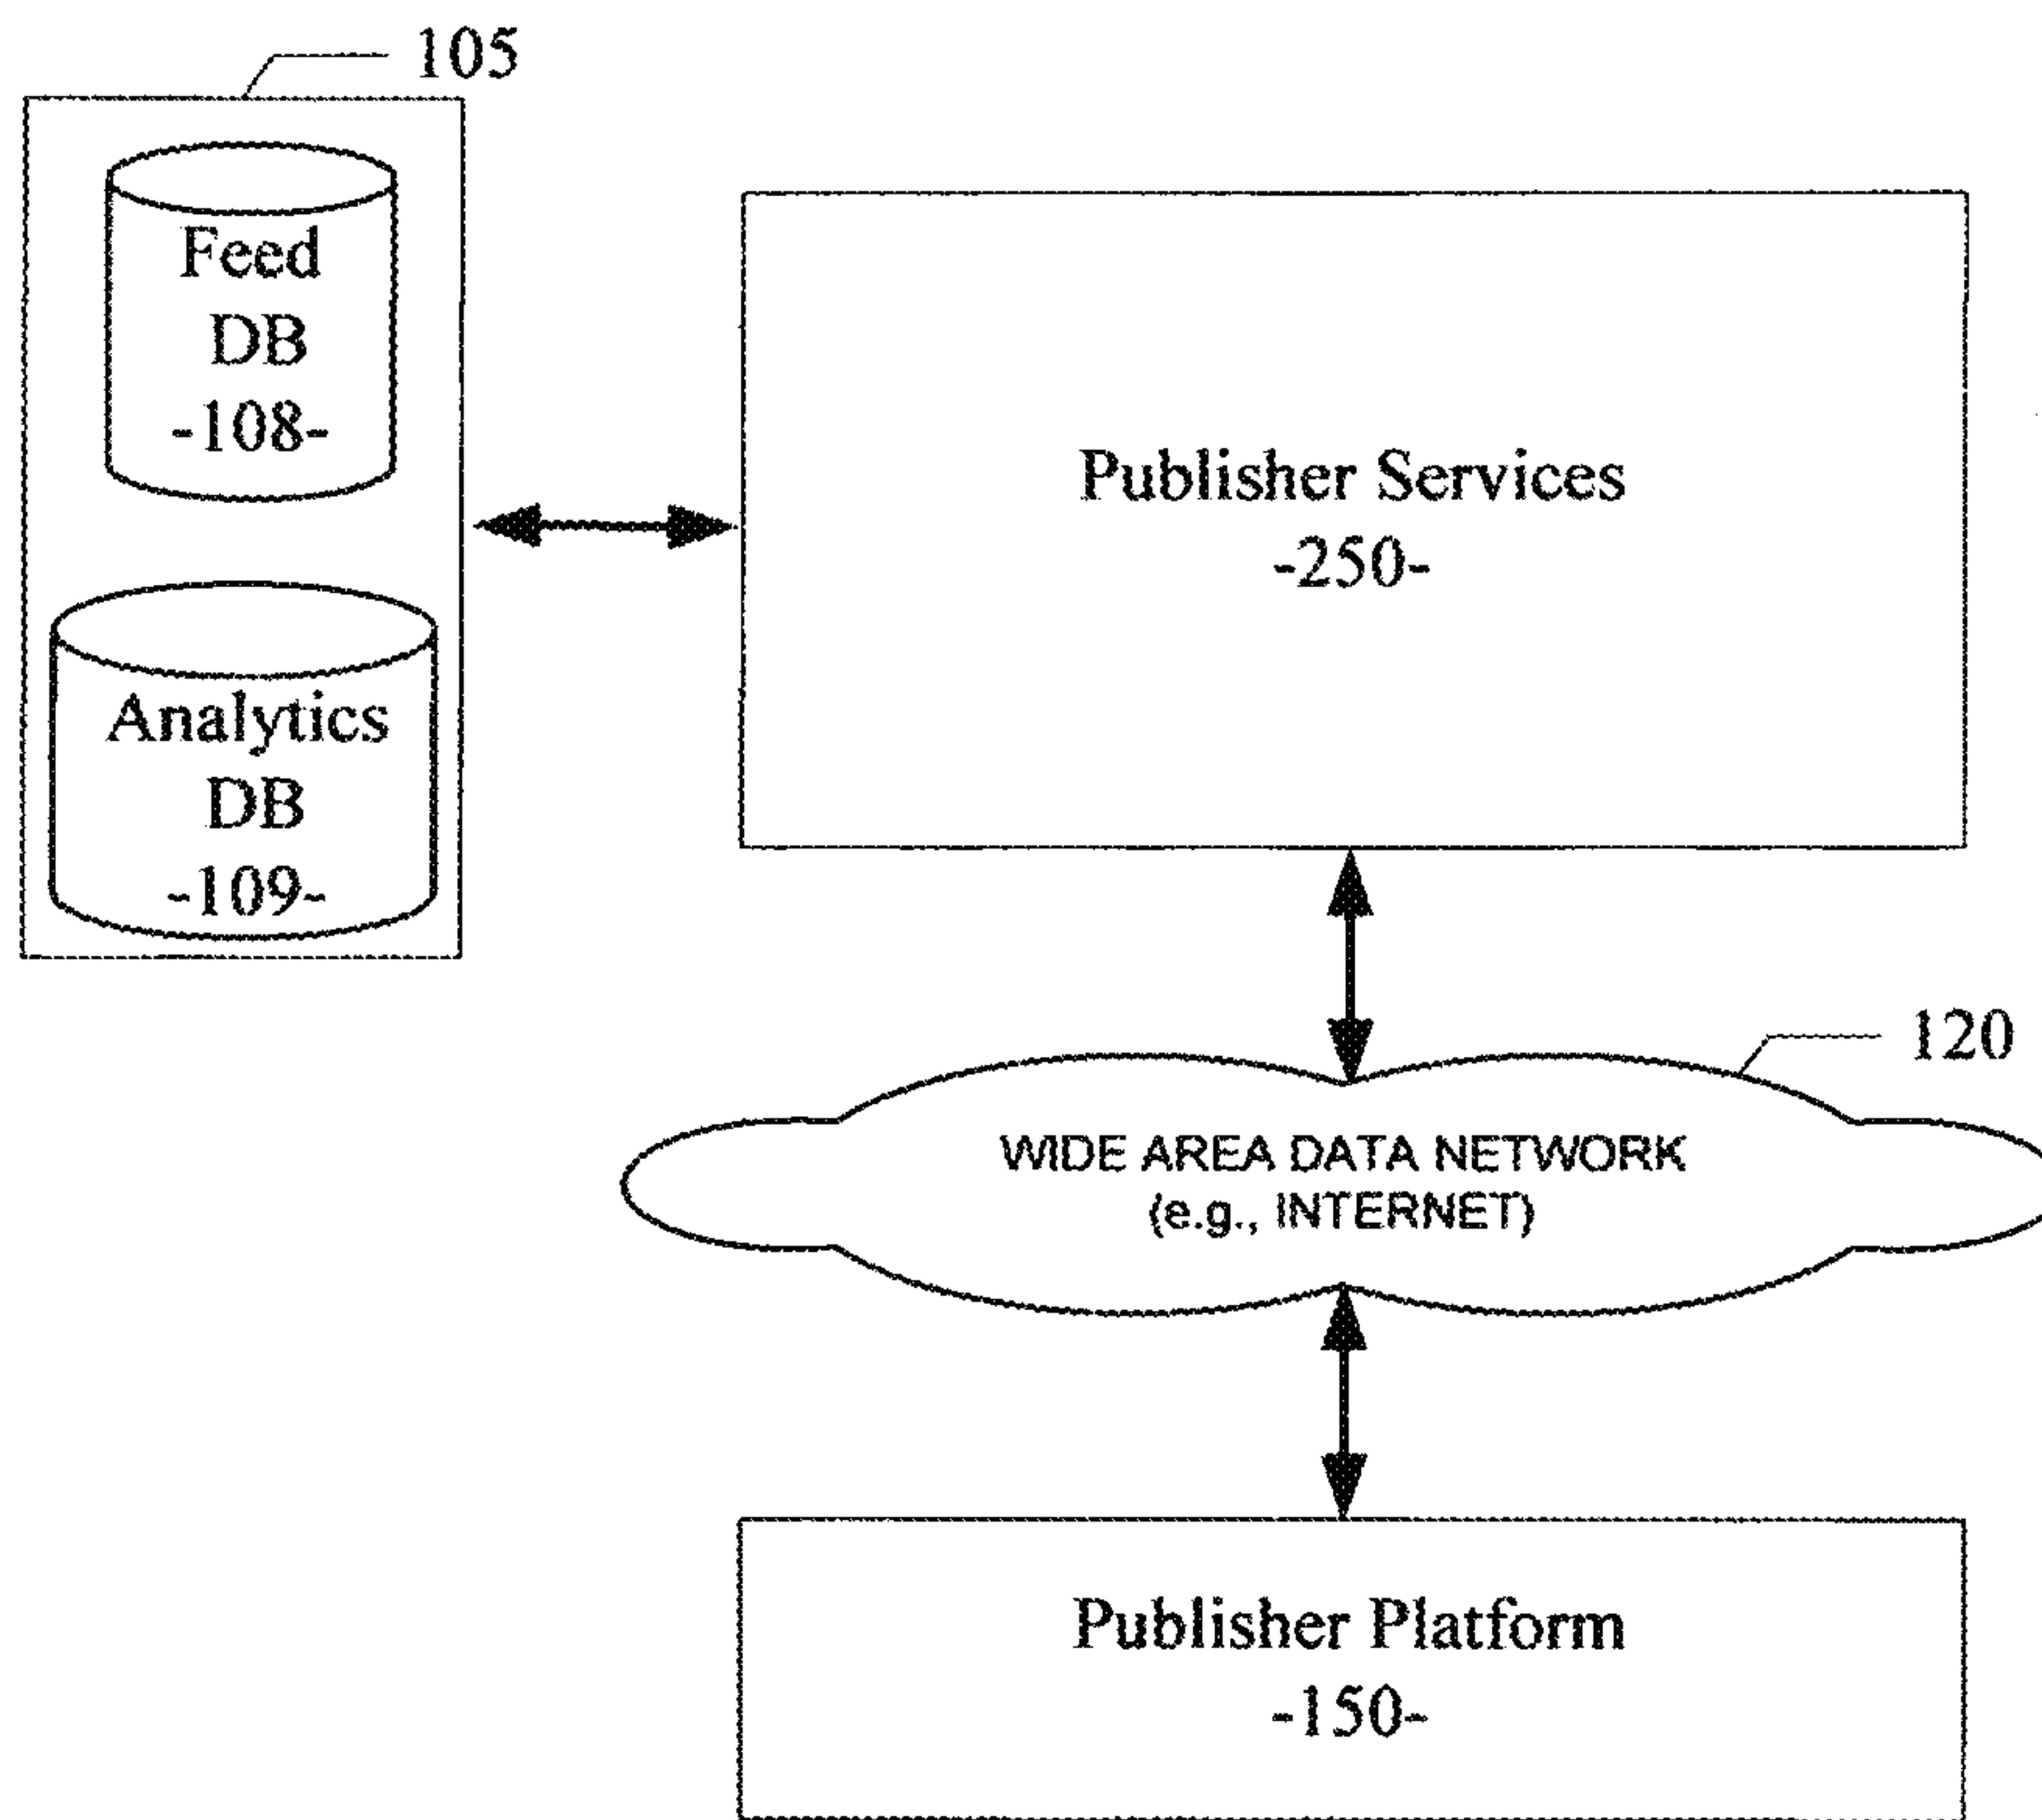 105
Feed
DB
-108-
Analytics
DB
-109-
Publisher Services
-250-
120
WIDE AREA DATA NETWORK
(e.g., INTERNET)
Publisher Platform
-150-